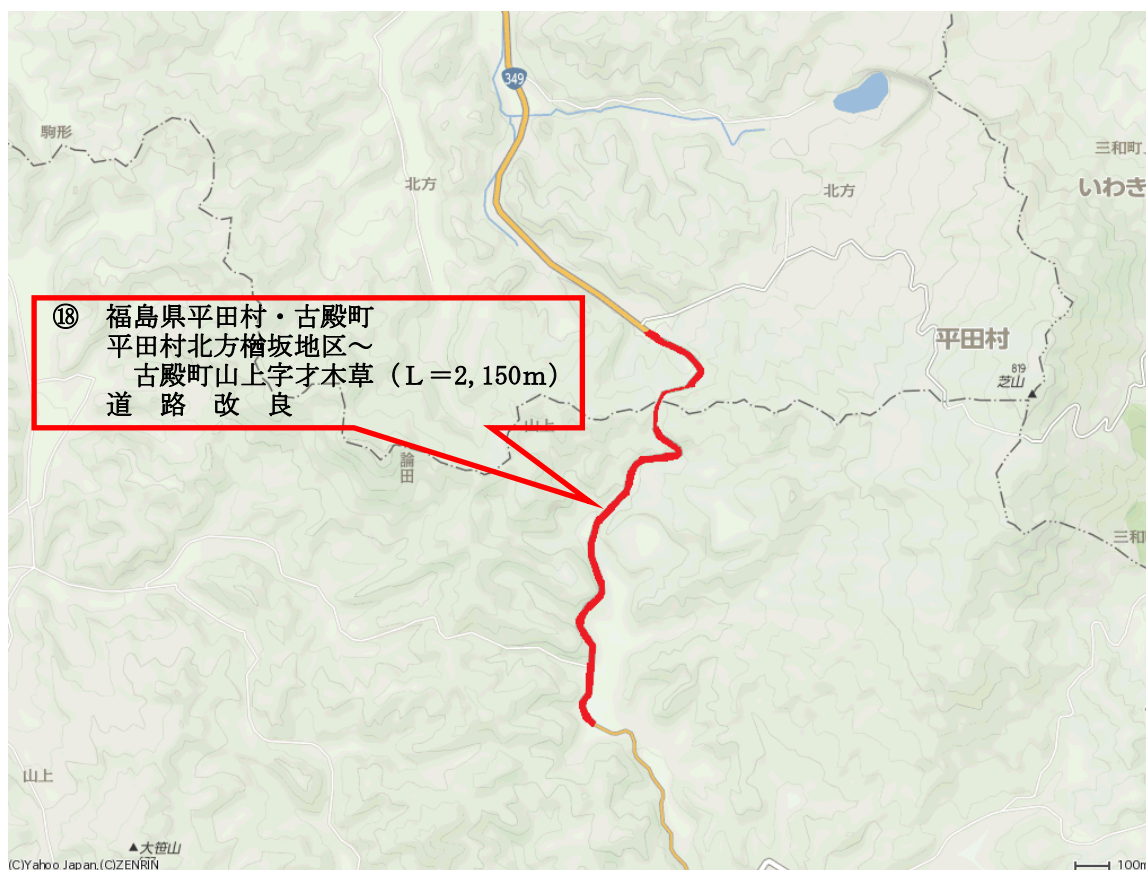 349
駒形
三和町
北方
北方
いわき
⑱ 福島県平田村・古殿町
平田村北方楢坂地区～
古殿町山上字才木草（L＝2,150m）
道 路 改 良
平田村
819
芝山
山上
論田
三和
山上
大笹山
(C)Yahoo Japan,(C)ZENRIN
100m